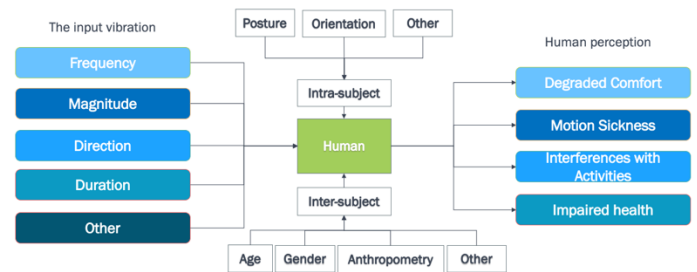 Posture
Orientation
Other
The input vibration
Human perception
Frequency
Magnitude
Direction
Duration
Other
Intra-subject
Human
Inter-subject
Age
Gender
Anthropometry
Other
Degraded Comfort
Motion Sickness
Interferences with
Activities
Impaired health